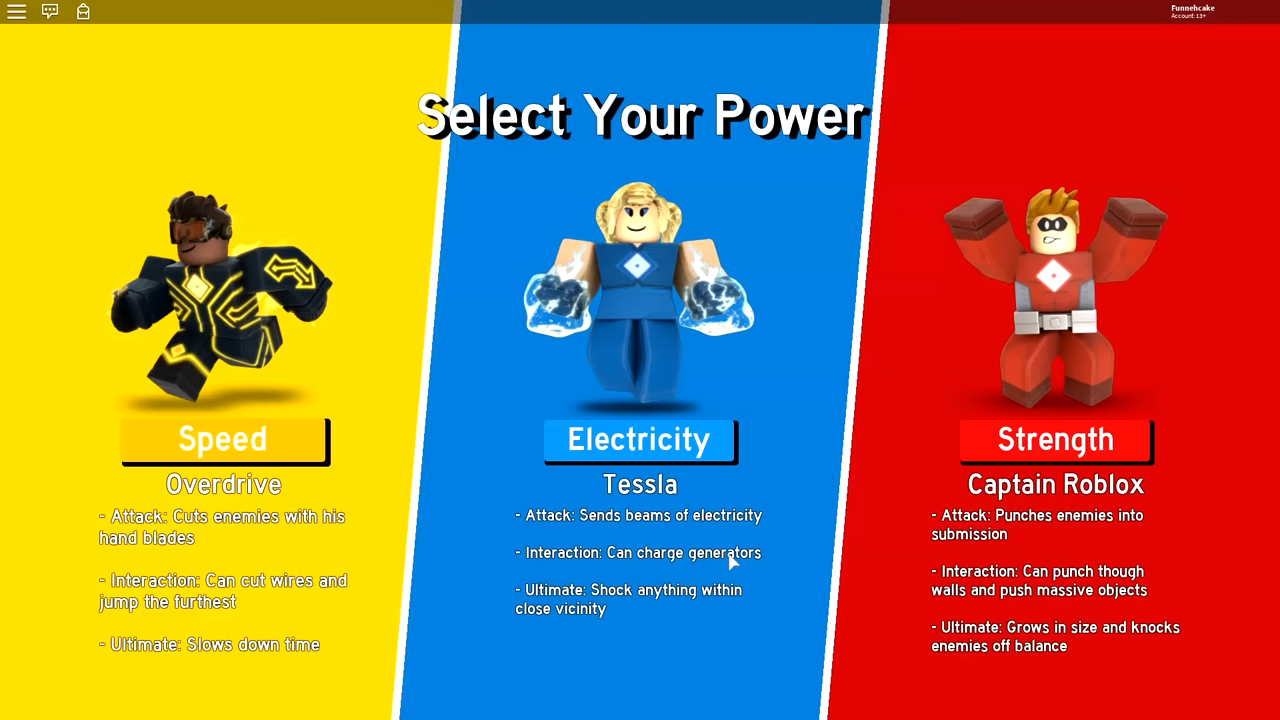 Funnehcake
Account: 13+
Select Your Power
Speed
Overdrive
- Attack: Cuts enemies with his
hand blades
- Interaction: Can cut wires and
jump the furthest
- Ultimate: Slows down time
Electricity
Tessla
- Attack: Sends beams of electricity
- Interaction: Can charge generators
- Ultimate: Shock anything within
close vicinity
Strength
Captain Roblox
- Attack: Punches enemies into
submission
- Interaction: Can punch though
walls and push massive objects
- Ultimate: Grows in size and knocks
enemies off balance